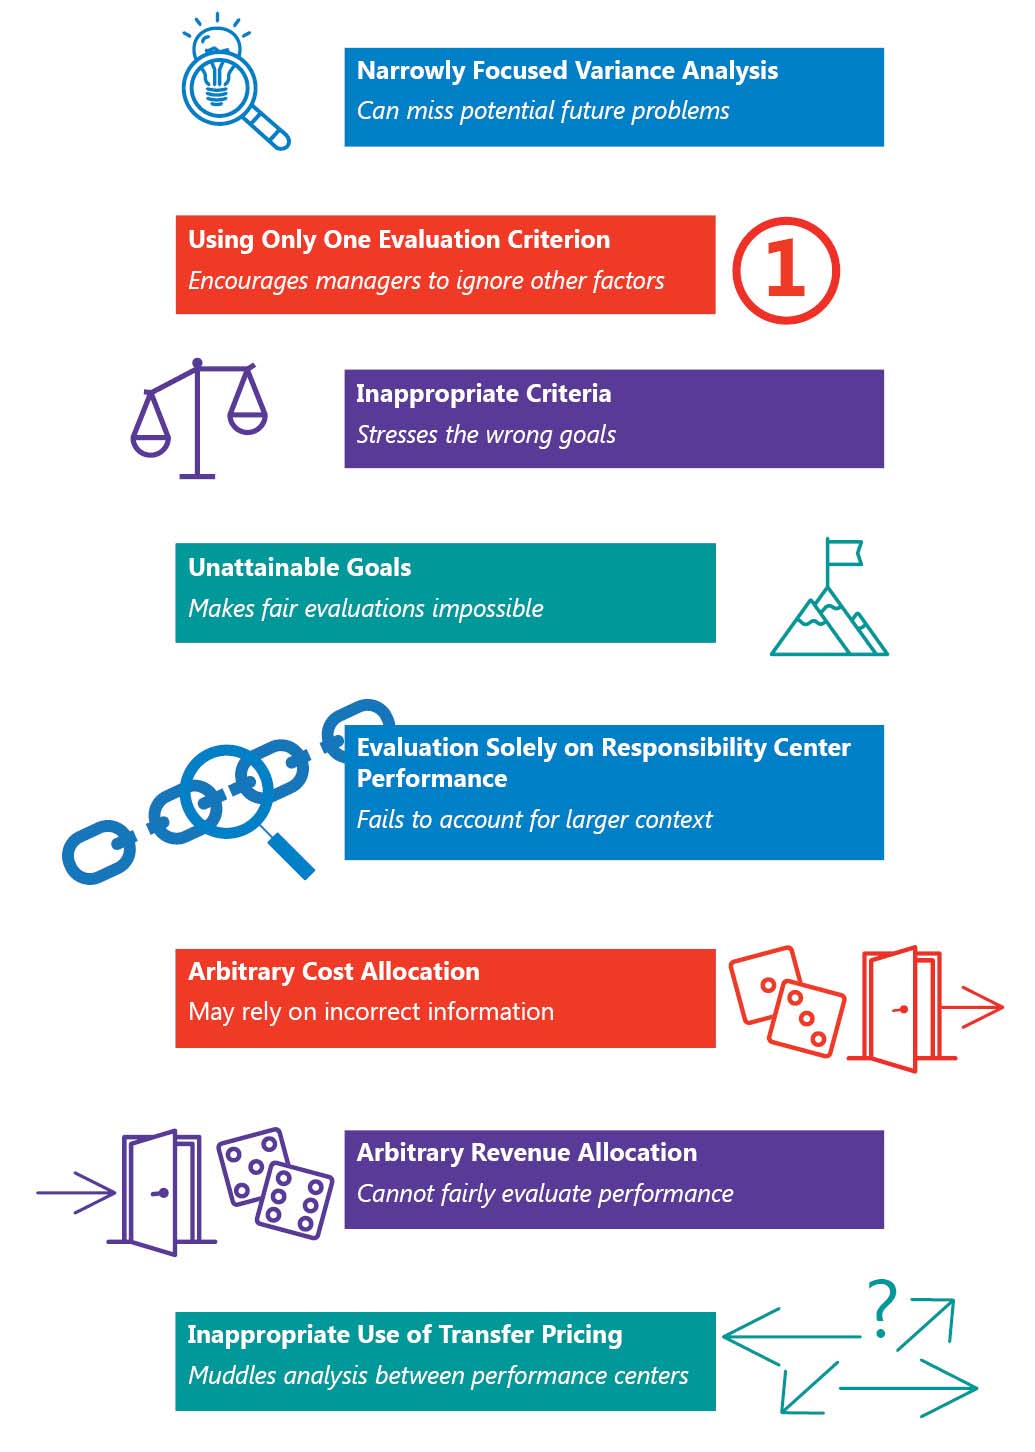 Narrowly Focused Variance Analysis
Can miss potential future problems
Using Only One Evaluation Criterion
Encourages managers to ignore other factors
1
Inappropriate Criteria
Stresses the wrong goals
Unattainable Goals
Makes fair evaluations impossible
Evaluation Solely on Responsibility Center
Performance
Fails to account for larger context
Arbitrary Cost Allocation
May rely on incorrect information
Arbitrary Revenue Allocation
Cannot fairly evaluate performance
?
Inappropriate Use of Transfer Pricing
Muddles analysis between performance centers